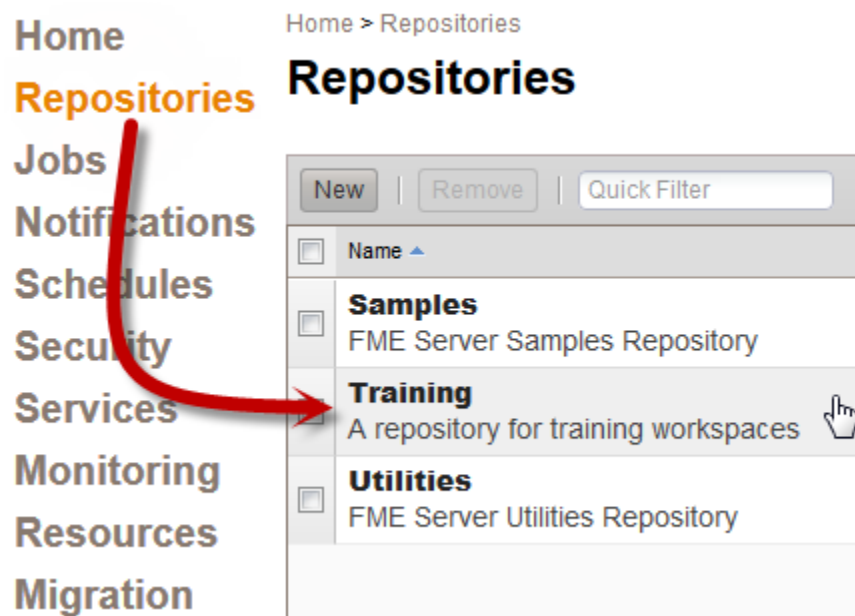 Home
Repositories
Jobs
Notifications
Schedules
Security
Services
Monitoring
Resources
Migration
Home > Repositories
Repositories
New | Remove | Quick Filter
Name
Samples
FME Server Samples Repository
Training
A repository for training workspaces
Utilities
FME Server Utilities Repository